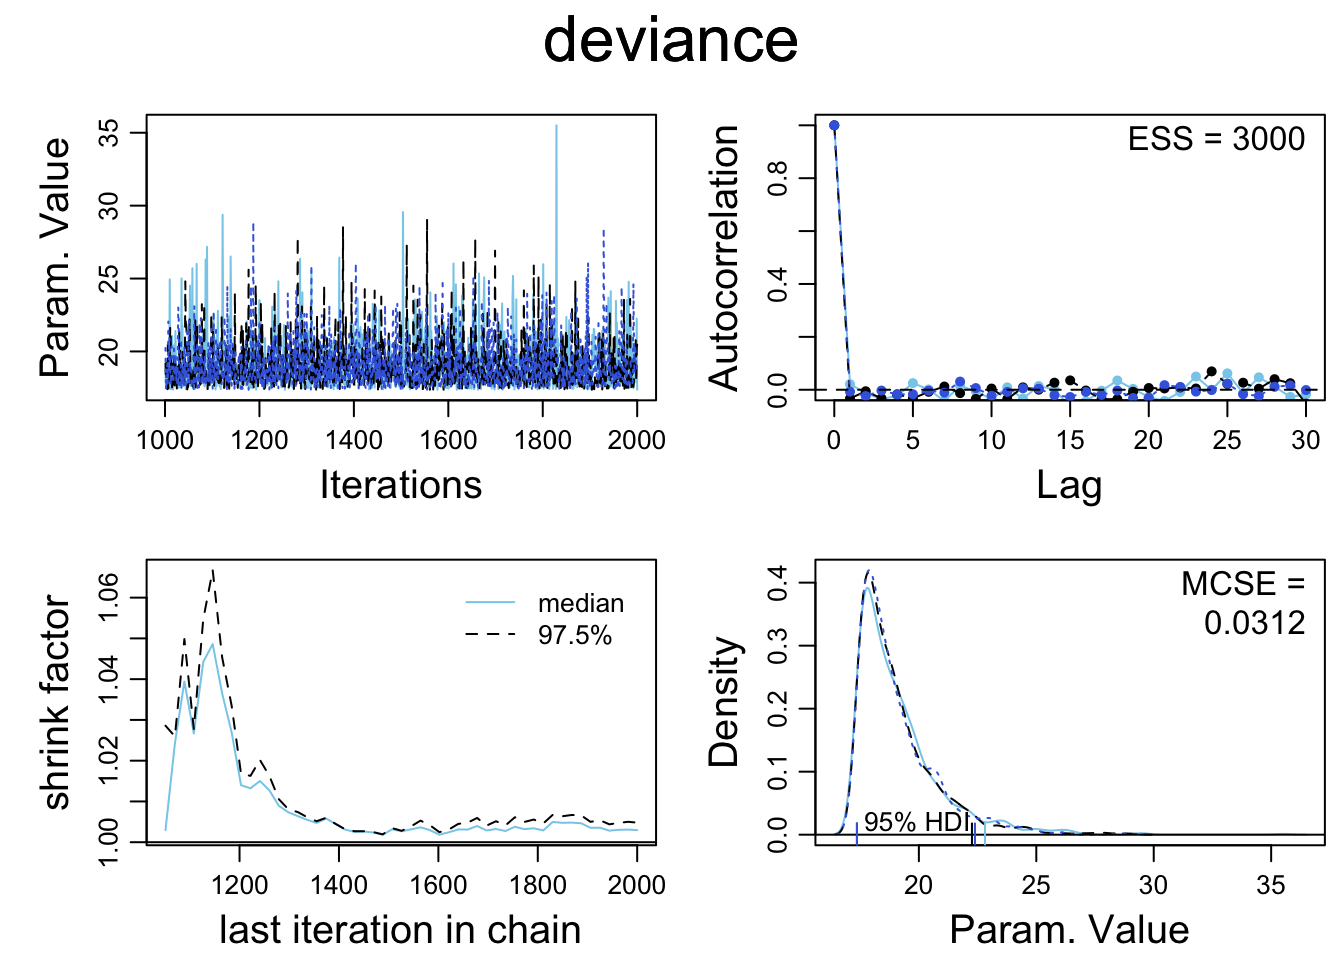 deviance
Param. Value
35
30
25
20
1000 1200 1400 1600 1800 2000
Iterations
Autocorrelation
0.8
0.4
0.0
ESS = 3000
0 5 10 15 20 25 30
Lag
shrink factor
1.06
1.04
1.02
1.00
median
97.5%
1200 1400 1600 1800 2000
last iteration in chain
Density
0.4
0.3
0.2
0.1
0.0
MCSE =
0.0312
95% HDI
20 25 30 35
Param. Value